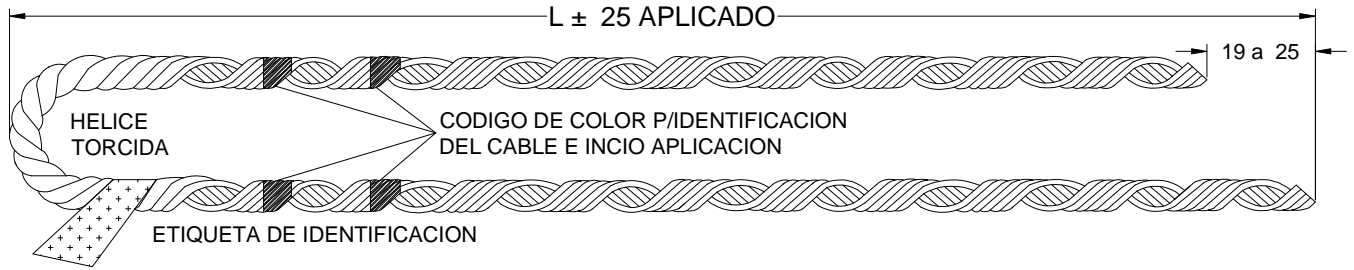 L ± 25 APLICADO
19 a 25
HELICE
TORCIDA
CODIGO DE COLOR P/IDENTIFICACION
DEL CABLE E INCIO APLICACION
ETIQUETA DE IDENTIFICACION